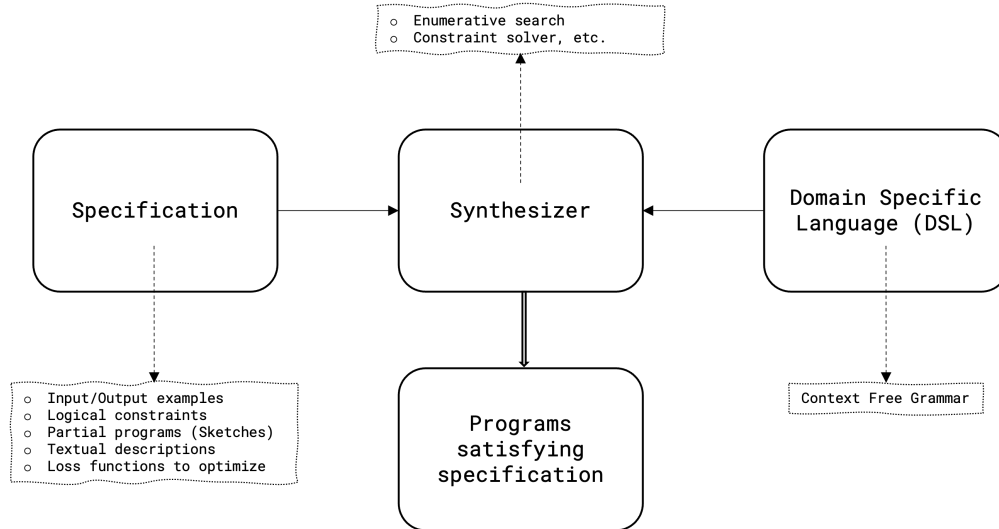 ○ Enumerative search
○ Constraint solver, etc.
Specification
Synthesizer
Domain Specific
Language (DSL)
○ Input/Output examples
○ Logical constraints
○ Partial programs (Sketches)
○ Textual descriptions
○ Loss functions to optimize
Programs
satisfying
specification
Context Free Grammar